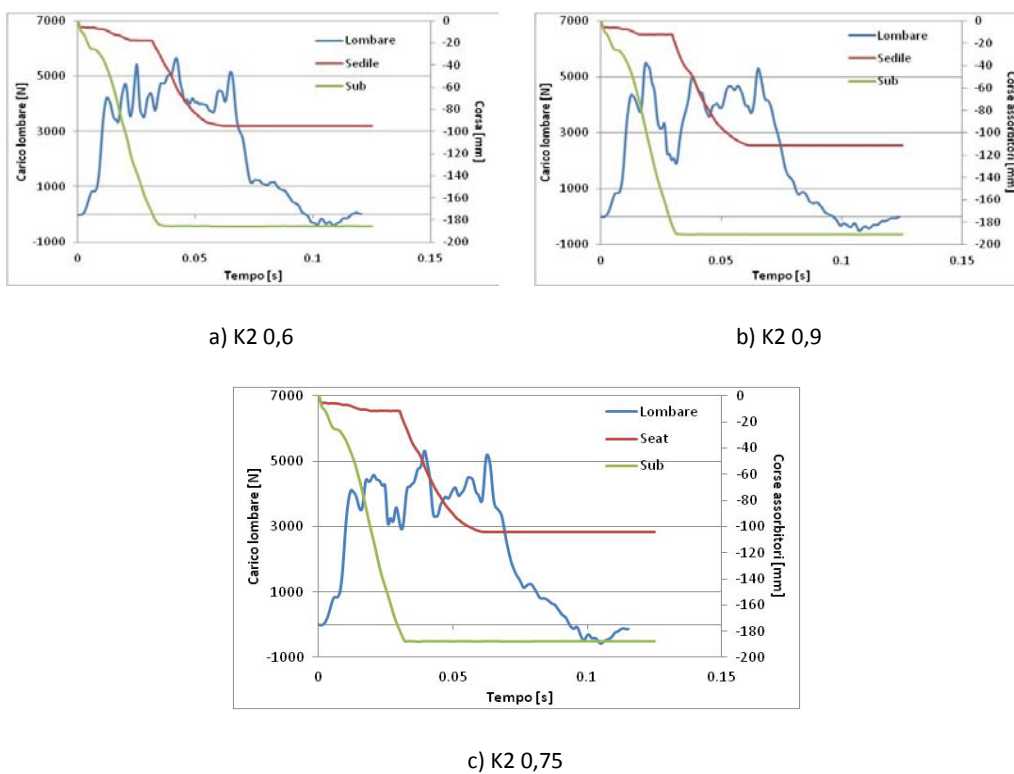 7000
5000
3000
1000
-1000
Carico lombare [N]
0
-20
-40
-60
-80
-100
-120
-140
-160
-180
-200
Corsa [mm]
Lombare
Sedile
Sub
0
0.05
0.1
0.15
Tempo [s]
a) K2 0,6
7000
5000
3000
1000
-1000
Carico lombare [N]
0
-20
-40
-60
-80
-100
-120
-140
-160
-180
-200
Corse assorbitori [mm]
Lombare
Sedile
Sub
0
0.05
0.1
0.15
Tempo [s]
b) K2 0,9
7000
5000
3000
1000
-1000
Carico lombare [N]
0
-20
-40
-60
-80
-100
-120
-140
-160
-180
-200
Corse assorbitori [mm]
Lombare
Seat
Sub
0
0.05
0.1
0.15
Tempo [s]
c) K2 0,75